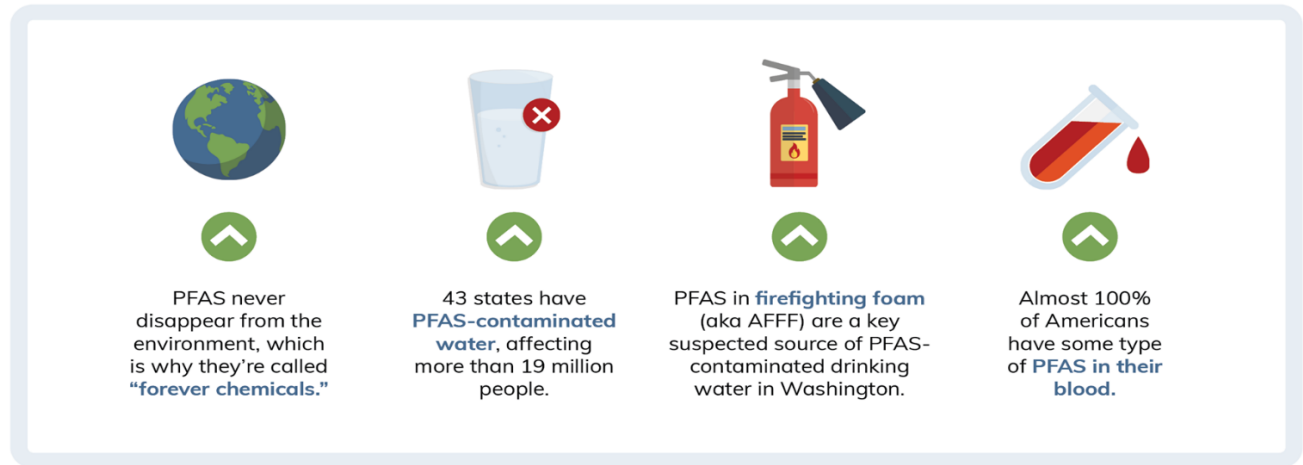 PFAS never
disappear from the
environment, which
is why they’re called
“forever chemicals.”
43 states have
PFAS-contaminated
water, affecting
more than 19 million
people.
PFAS in firefighting foam
(aka AFFF) are a key
suspected source of PFAS-
contaminated drinking
water in Washington.
Almost 100%
of Americans
have some type
of PFAS in their
blood.